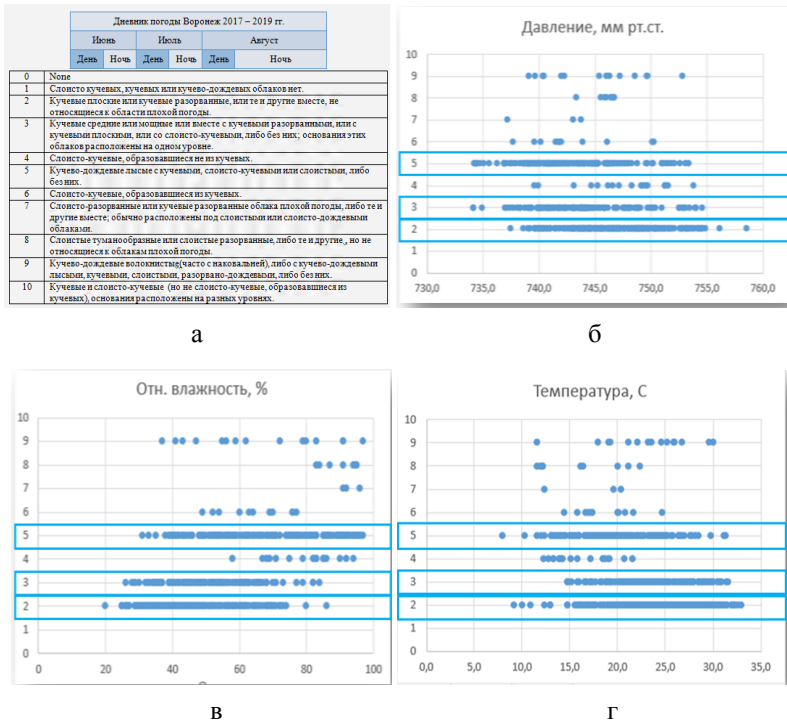 Дневник погоды Воронеж 2017 – 2019 гг.
Июнь Июль Август
День Ночь День Ночь День Ночь
0 None
1 Слоисто кучевых, кучевых или кучево-дождевых облаков нет.
2 Кучевые плоские или кучевые разорванные, или те и другие вместе, не
относящиеся к области плохой погоды.
3 Кучевые средние или мощные или вместе с кучевыми разорванными, или с
кучевыми плоскими, или со слоисто-кучевыми, либо без них; основания этих
облаков расположены на одном уровне.
4 Слоисто-кучевые, образовавшиеся не из кучевых.
5 Кучево-дождевые лысые с кучевыми, слоисто-кучевыми или слоистыми, либо
без них.
6 Слоисто-кучевые, образовавшиеся из кучевых.
7 Слоисто-разорванные или кучевые разорванные облака плохой погоды, либо те и
другие вместе; обычно расположены под слоистыми или слоисто-дождевыми
облаками.
8 Слоистые туманообразные или слоистые разорванные, либо те и другие,, но не
относящиеся к облакам плохой погоды.
9 Кучево-дождевые волокнистые(часто с наковальней), либо с кучево-дождевыми
лысыми, кучевыми, слоистыми, разорвано-дождевыми, либо без них.
10 Кучевые и слоисто-кучевые (но не слоисто-кучевые, образовавшиеся из
кучевых), основания расположены на разных уровнях.
а
Давление, мм рт.ст.
10
9
8
7
6
5
4
3
2
1
0
730,0 735,0 740,0 745,0 750,0 755,0 760,0
б
Отн. влажность, %
10
9
8
7
6
5
4
3
2
1
0
0 20 40 60 80 100
в
Температура, С
10
9
8
7
6
5
4
3
2
1
0
0,0 5,0 10,0 15,0 20,0 25,0 30,0 35,0
г